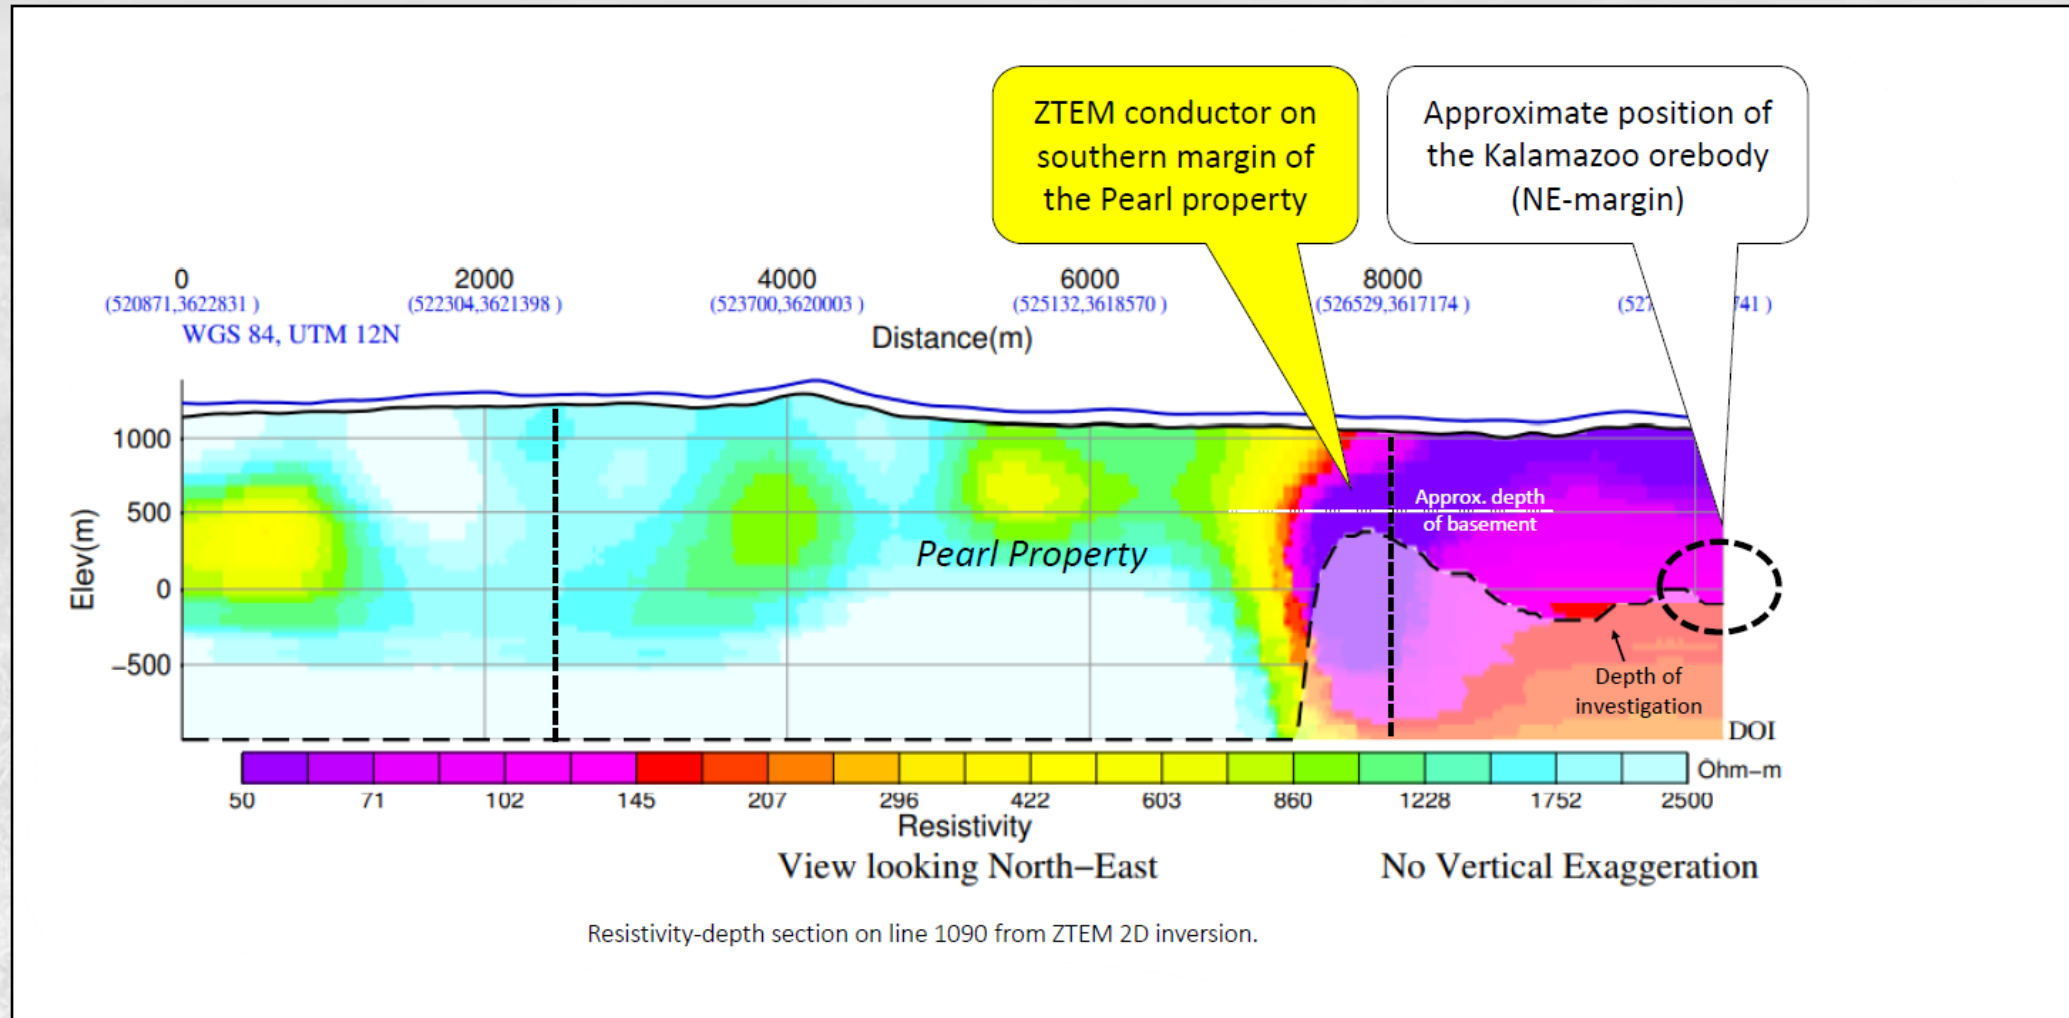 ZTEM conductor on
southern margin of
the Pearl property
Approximate position of
the Kalamazoo orebody
(NE-margin)
0 2000 4000 6000 8000
(520871,3622831 ) (522304,3621398 ) (523700,3620003 ) (525132,3618570 ) (526529,3617174 ) (527 741 )
WGS 84, UTM 12N
Distance(m)
1000
500
0
−500
Elev(m)
Approx. depth
of basement
Pearl Property
Depth of
investigation
DOI
Ohm−m
50 71 102 145 207 296 422 603 860 1228 1752 2500
Resistivity
View looking North−East No Vertical Exaggeration
Resistivity-depth section on line 1090 from ZTEM 2D inversion.